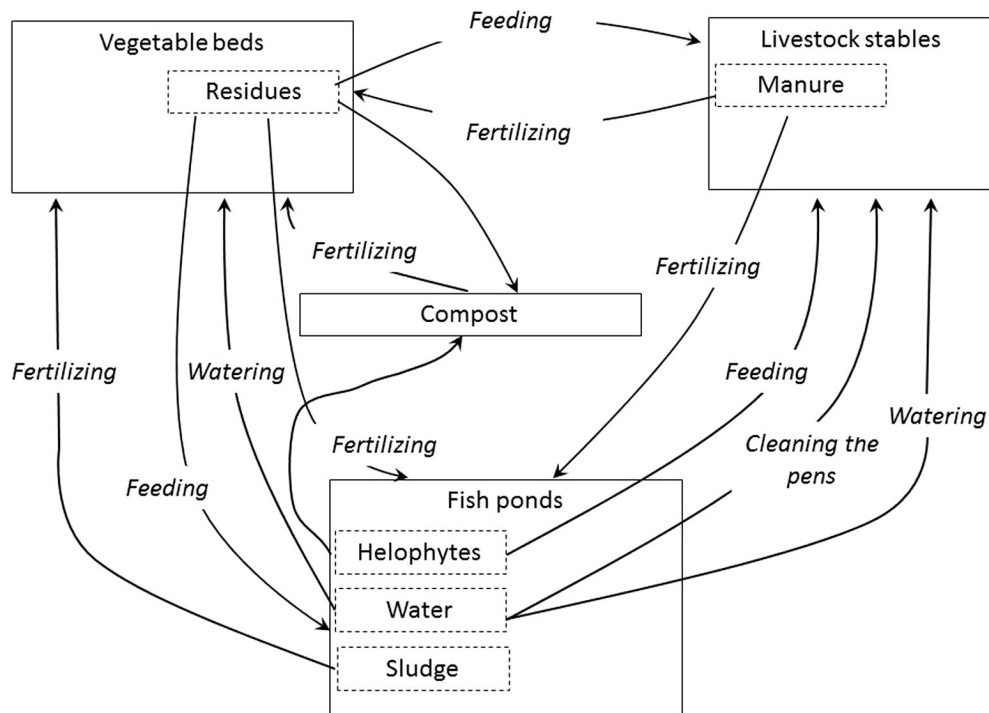 Feeding
Vegetable beds
Livestock stables
Residues
Manure
Fertilizing
Fertilizing
Fertilizing
Compost
Fertilizing
Watering
Feeding
Watering
Fertilizing
Cleaning the
pens
Feeding
Fish ponds
Helophytes
Water
Sludge